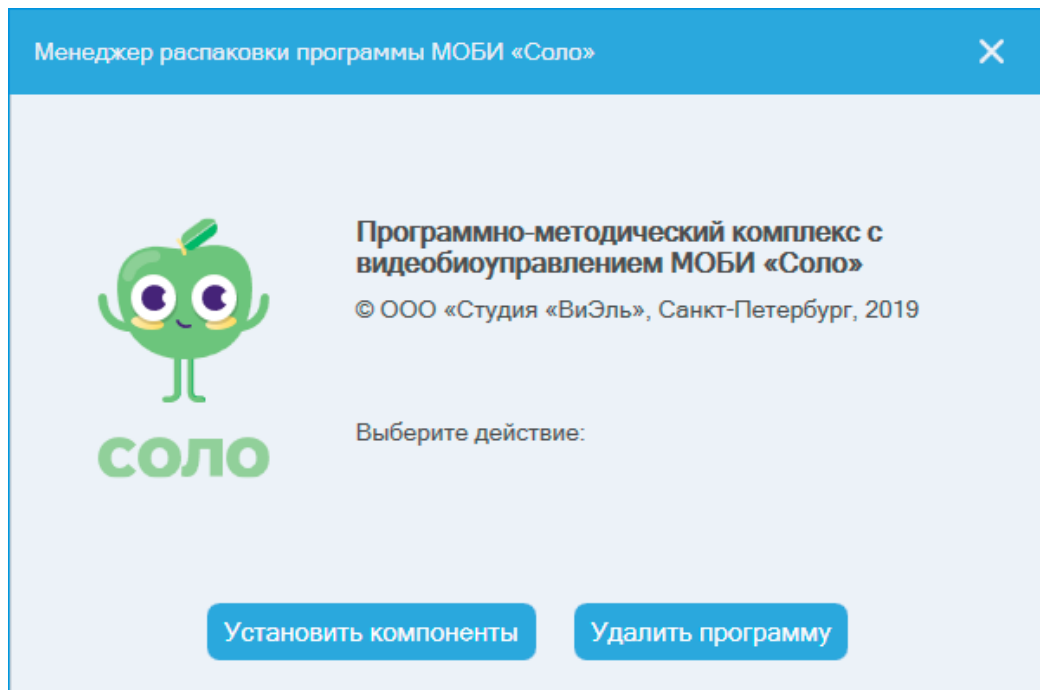 Менеджер распаковки программы МОБИ «Соло»
Программно-методический комплекс с
видеобиоуправлением МОБИ «Соло»
© ООО «Студия «ВиЭль», Санкт-Петербург, 2019
соло
Выберите действие:
Установить компоненты
Удалить программу